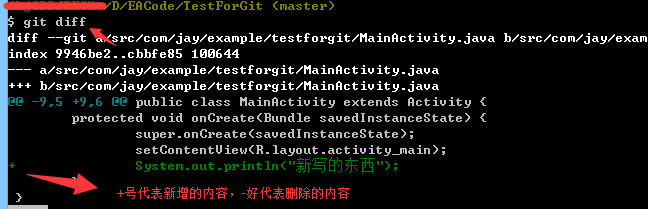 /D/EACode/TestForGit (master)
$ git diff
diff --git a/src/com/jay/example/testforgit/MainActivity.java b/src/com/jay/exam
index 9946be2..cbbfe85 100644
--- a/src/com/jay/example/testforgit/MainActivity.java
+++ b/src/com/jay/example/testforgit/MainActivity.java
@@ -9,5 +9,6 @@ public class MainActivity extends Activity {
        protected void onCreate(Bundle savedInstanceState) {
                super.onCreate(savedInstanceState);
                setContentView(R.layout.activity_main);
+               System.out.println("新写的东西");
        }
+号代表新增的内容，-好代表删除的内容
 }